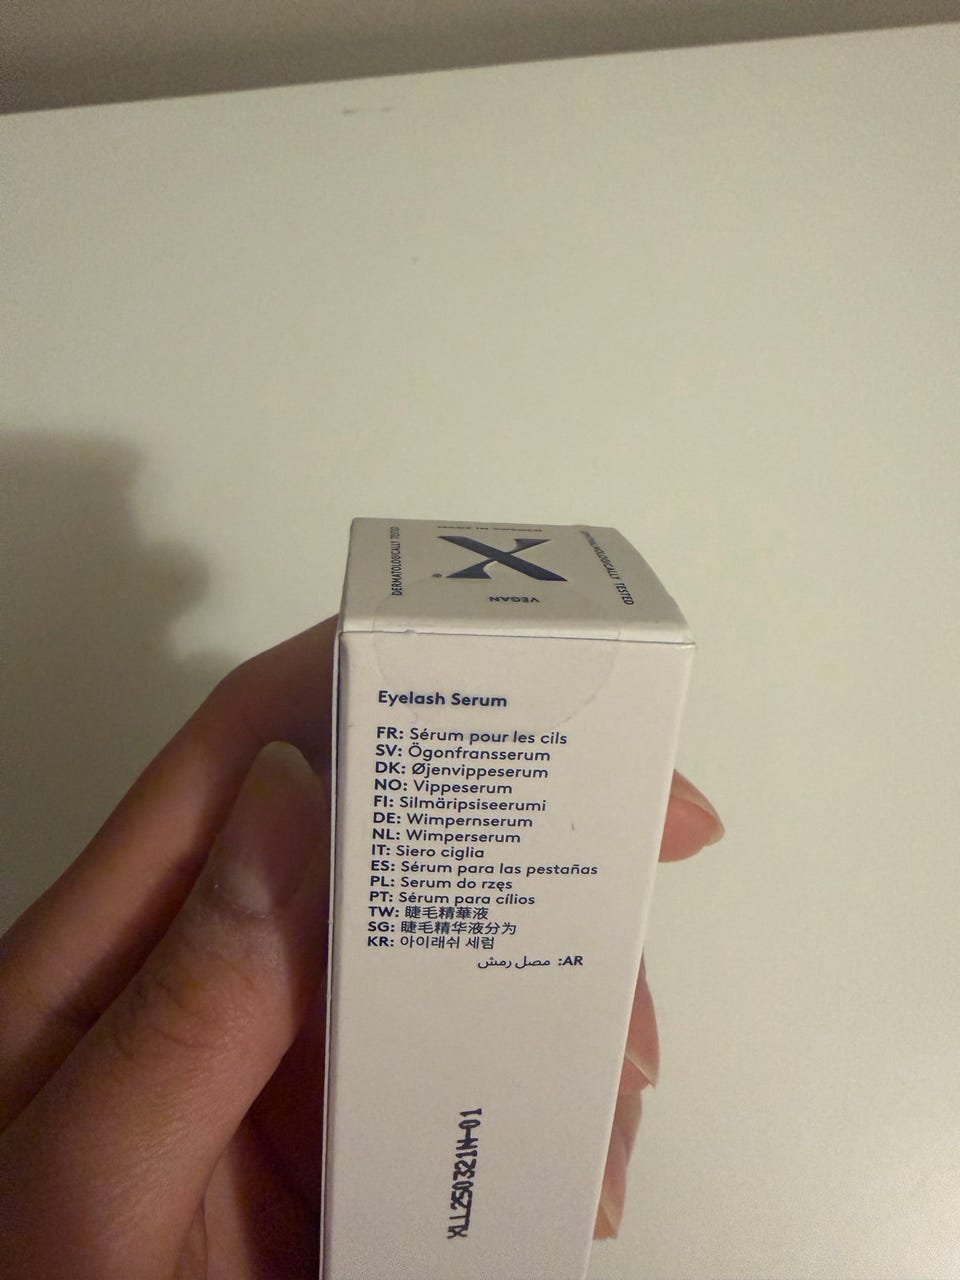 DERMATOLOGICALLY TESTED
X
®
VEGAN
TESTED
Eyelash Serum
FR: Sérum pour les cils
SV: Ögonfransserum
DK: Øjenvippeserum
NO: Vippeserum
FI: Silmäripsiseerumi
DE: Wimpernserum
NL: Wimperserum
IT: Siero ciglia
ES: Sérum para las pestañas
PL: Serum do rzęs
PT: Sérum para cílios
TW: 睫毛精華液
SG: 睫毛精华液分为
KR: 아이래쉬 세럼
AR: مصل رمش
XLL250321N-01